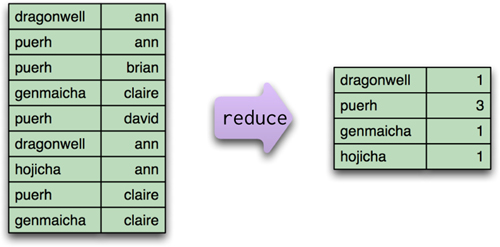 dragonwell ann
puerh ann
puerh brian
genmaicha claire
puerh david
dragonwell ann
hojicha ann
puerh claire
genmaicha claire
reduce
dragonwell 1
puerh 3
genmaicha 1
hojicha 1